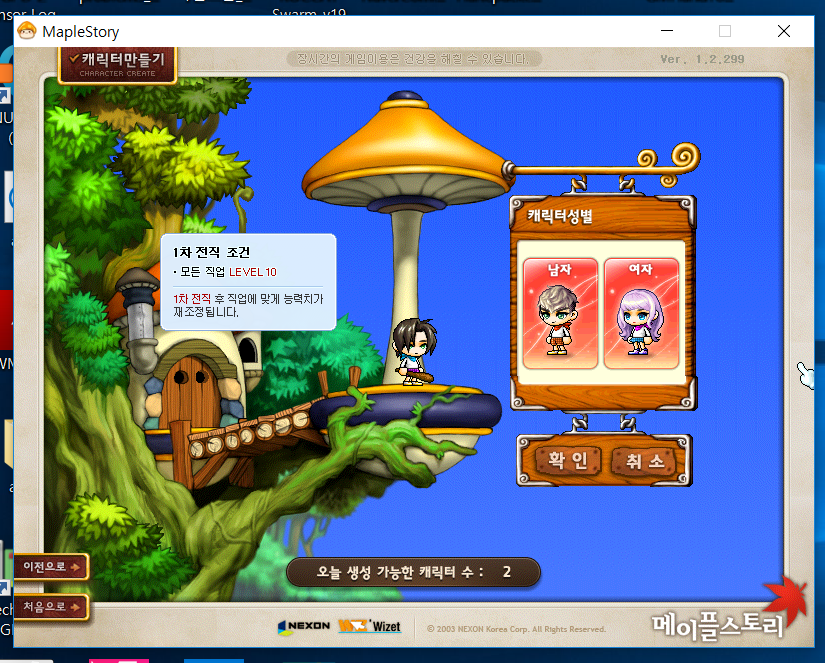 Swarm-v19
MapleStory
캐릭터만들기
CHARACTER CREATE
장시간의 게임이용은 건강을 해칠 수 있습니다.
Ver. 1.2.299
캐릭터성별
남자
여자
1차 전직 조건
• 모든 직업 LEVEL 10
1차 전직 후 직업에 맞게 능력치가
재조정됩니다.
확 인
취 소
이전으로
처음으로
오늘 생성 가능한 캐릭터 수 : 2
NEXON
Wizet
© 2003 NEXON Korea Corp. All Rights Reserved.
메이플스토리